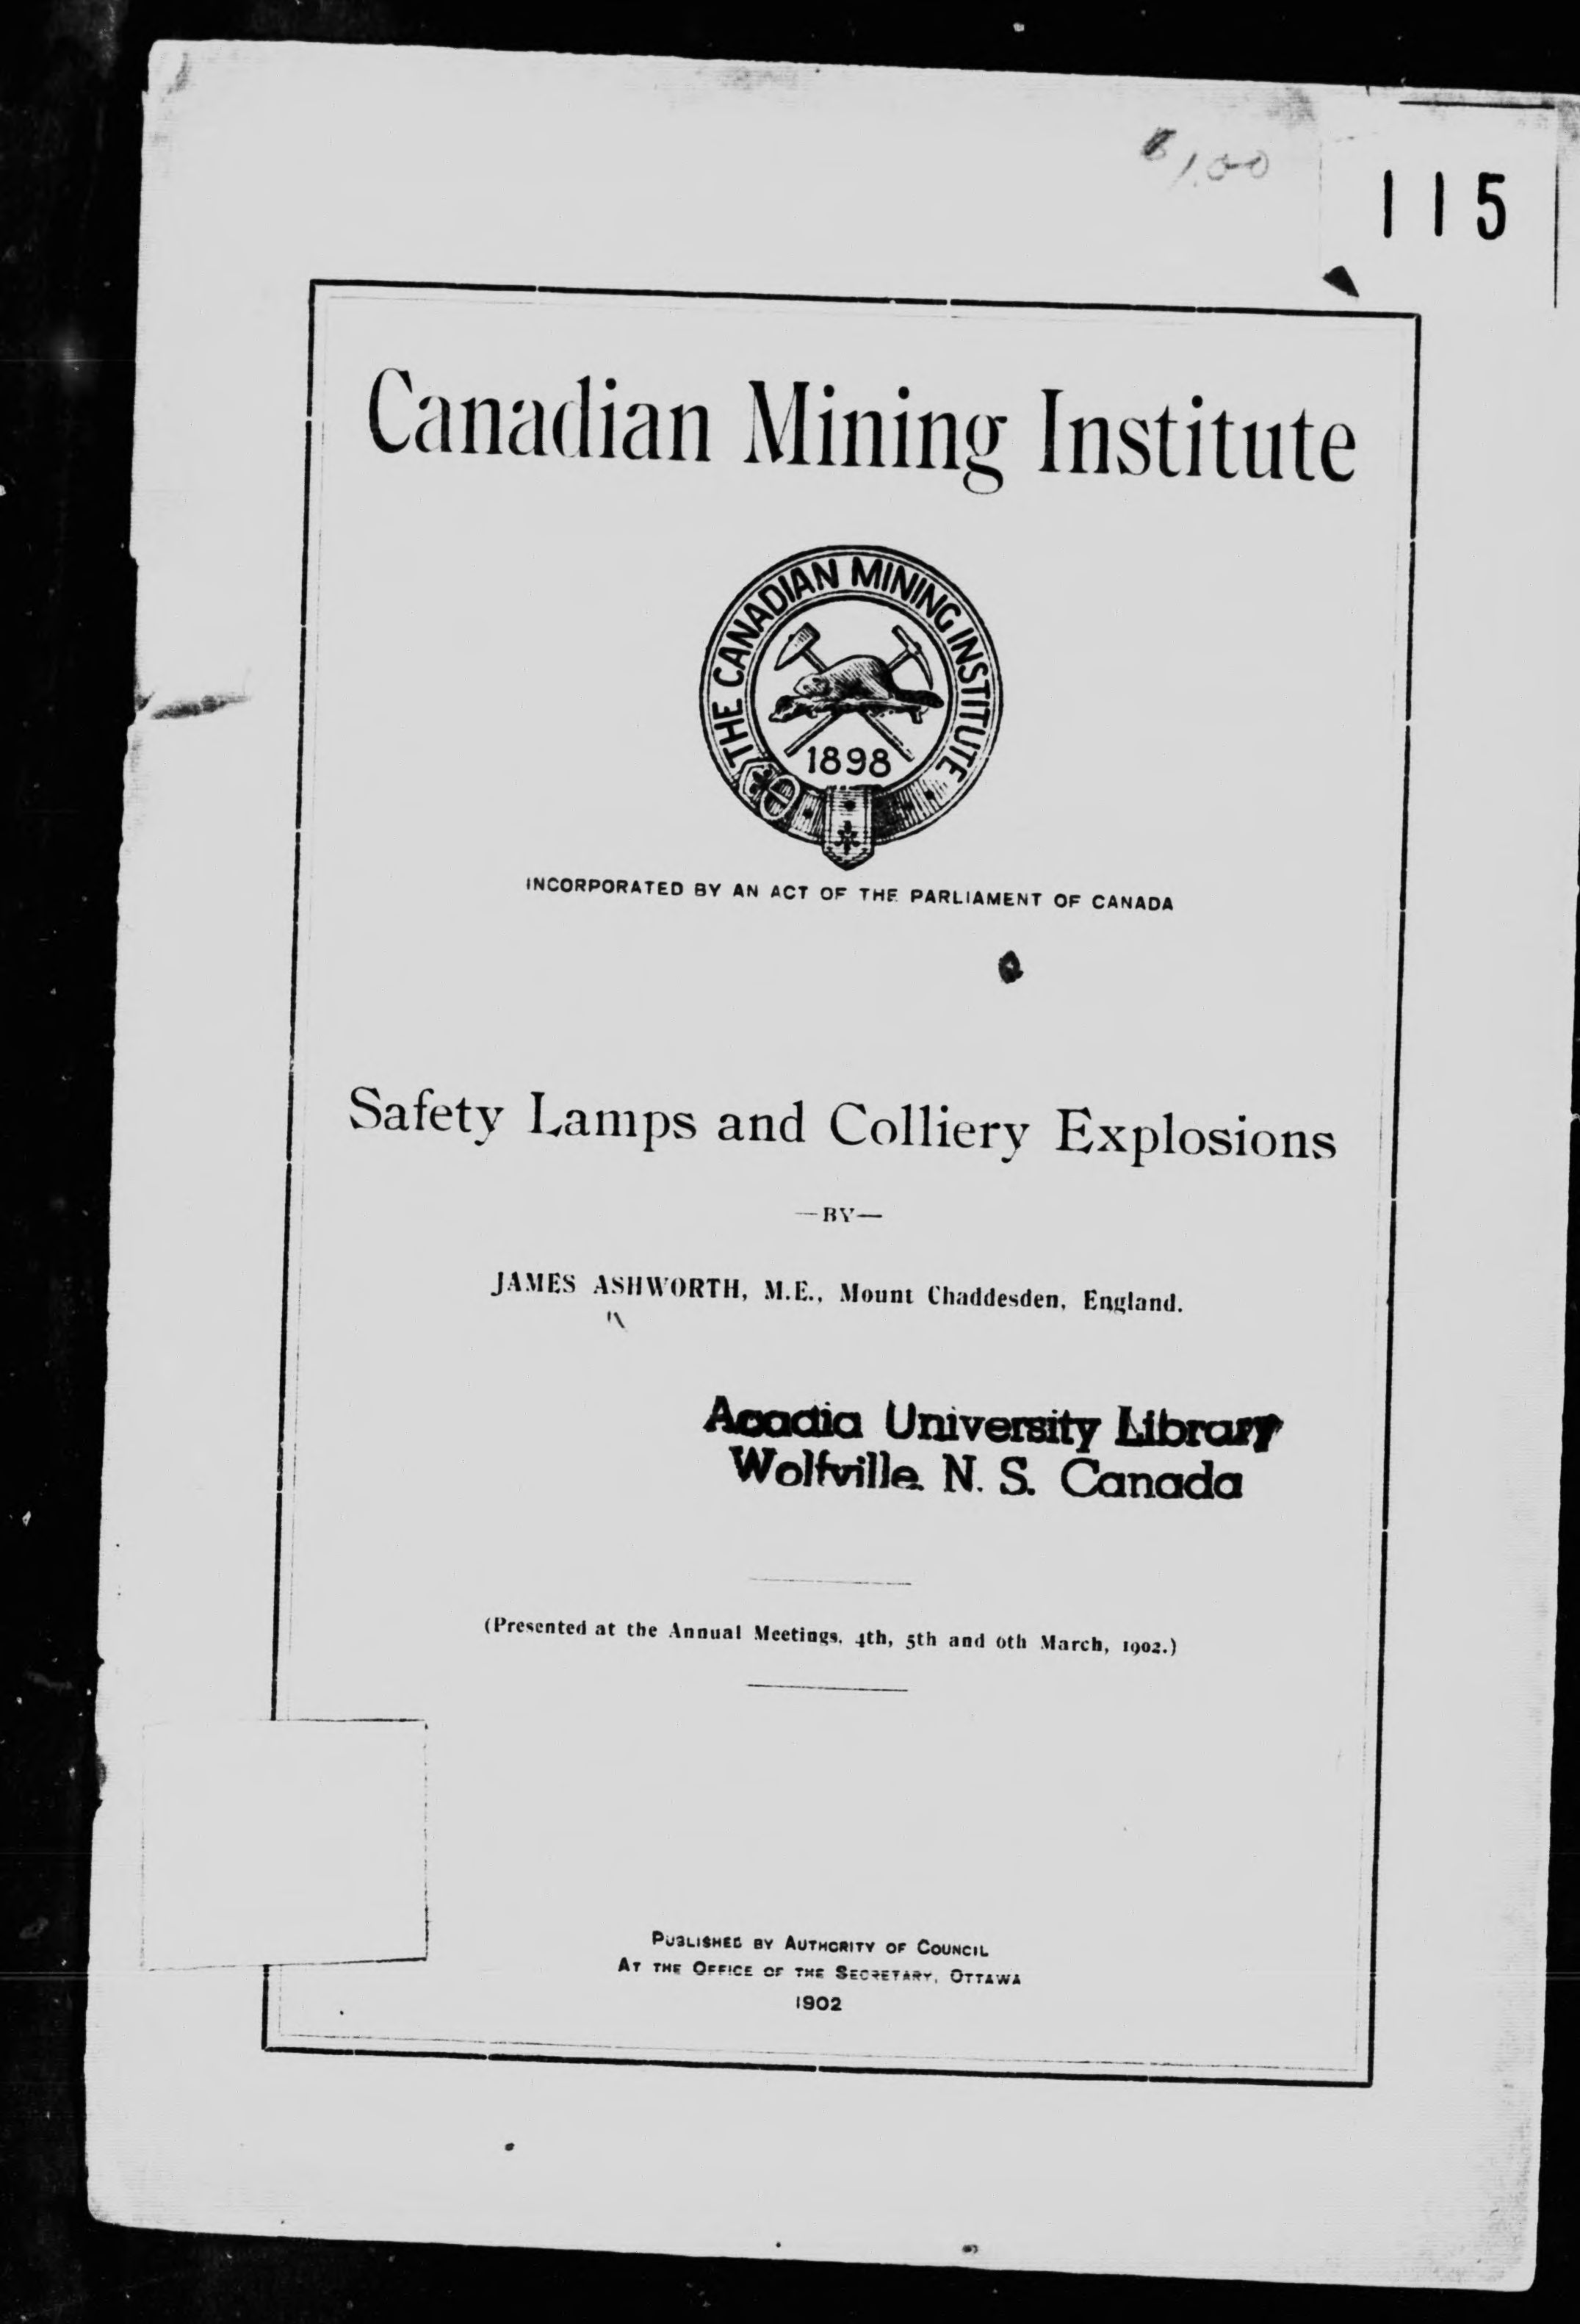 $1.00
115
Canadian Mining Institute
THE CANADIAN MINING INSTITUTE
1898
INCORPORATED BY AN ACT OF THE PARLIAMENT OF CANADA
Safety Lamps and Colliery Explosions
—BY—
JAMES ASHWORTH, M.E., Mount Chaddesden, England.
Acadia University Library
Wolfville. N. S. Canada
(Presented at the Annual Meetings, 4th, 5th and 6th March, 1902.)
PUBLISHED BY AUTHORITY OF COUNCIL
AT THE OFFICE OF THE SECRETARY, OTTAWA
1902